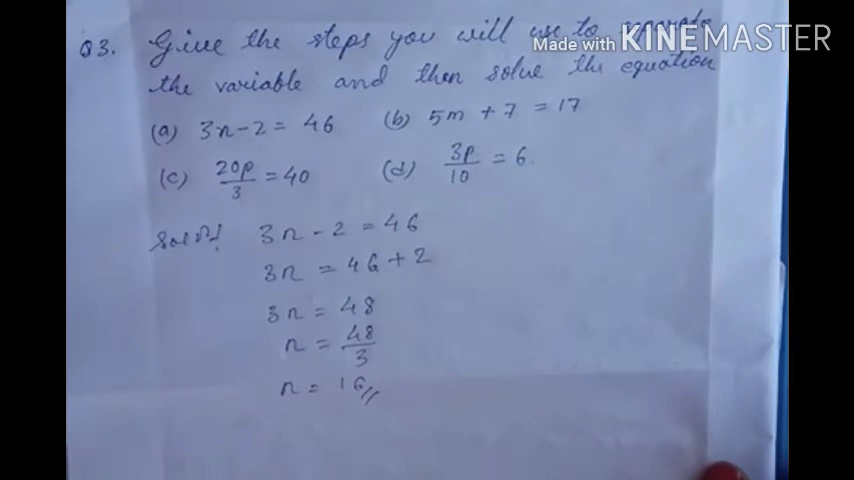 Q3. Give the steps you will use to separate
Made with KINEMASTER
the variable and then solve the equation
(a) 3n-2 = 46 (b) 5m + 7 = 17
(c) 20p/3 = 40 (d) 3p/10 = 6.
3n - 2 = 46
3n = 46 + 2
3n = 48
n = 48/3
n = 16//